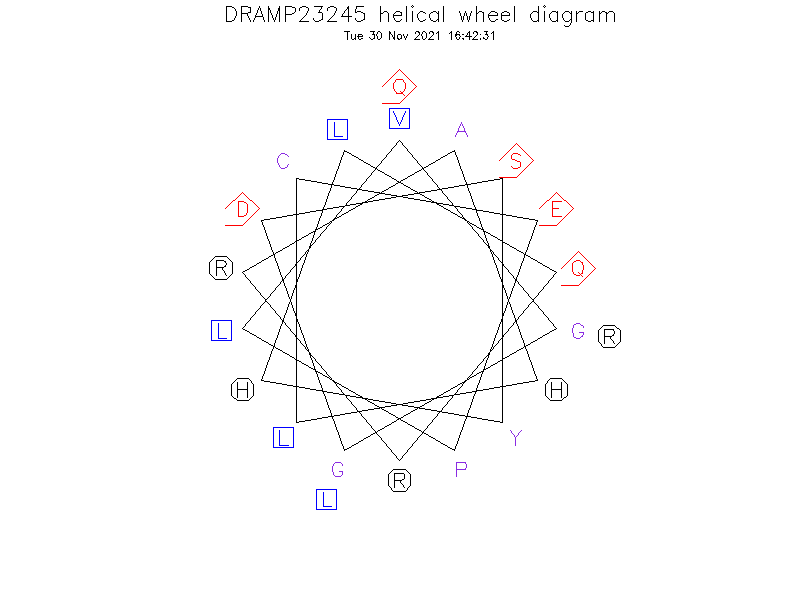 DRAMP23245 helical wheel diagram
Tue 30 Nov 2021 16:42:31
Q
L V A
C S
D E
R Q
L G R
H H
L Y
G R P
L